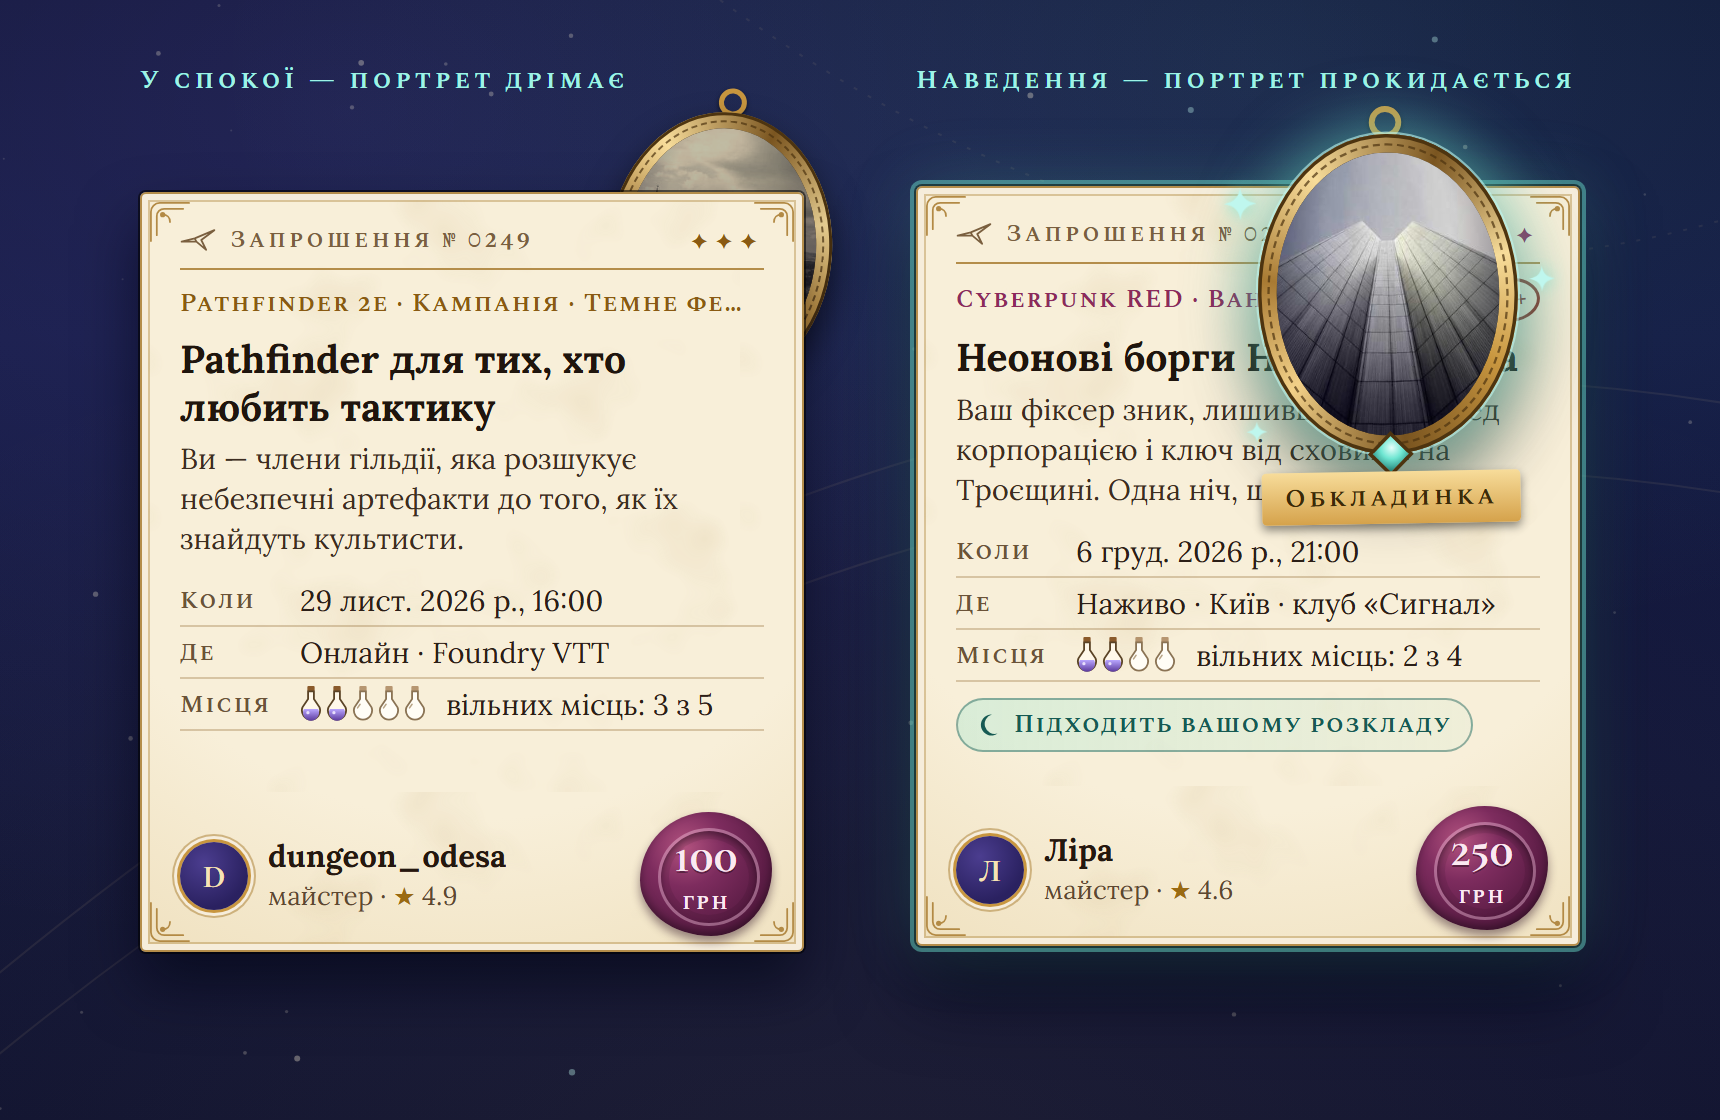 У СПОКОЇ — ПОРТРЕТ ДРІМАЄ
ЗАПРОШЕННЯ № 0249
PATHFINDER 2E · КАМПАНІЯ · ТЕМНЕ ФЕ…
Pathfinder для тих, хто
любить тактику
Ви — члени гільдії, яка розшукує
небезпечні артефакти до того, як їх
знайдуть культисти.
КОЛИ 29 лист. 2026 р., 16:00
ДЕ Онлайн · Foundry VTT
МІСЦЯ вільних місць: 3 з 5
D
dungeon_odesa
майстер · ★ 4.9
100
ГРН
НАВЕДЕННЯ — ПОРТРЕТ ПРОКИДАЄТЬСЯ
ЗАПРОШЕННЯ №
CYBERPUNK RED ·
Неонові борги
Ваш фіксер зник,
корпорацією і ключ від на
Троєщині. Одна ніч,
ОБКЛАДИНКА
КОЛИ 6 груд. 2026 р., 21:00
ДЕ Наживо · Київ · клуб «Сигнал»
МІСЦЯ вільних місць: 2 з 4
ПІДХОДИТЬ ВАШОМУ РОЗКЛАДУ
Л
Ліра
майстер · ★ 4.6
250
ГРН